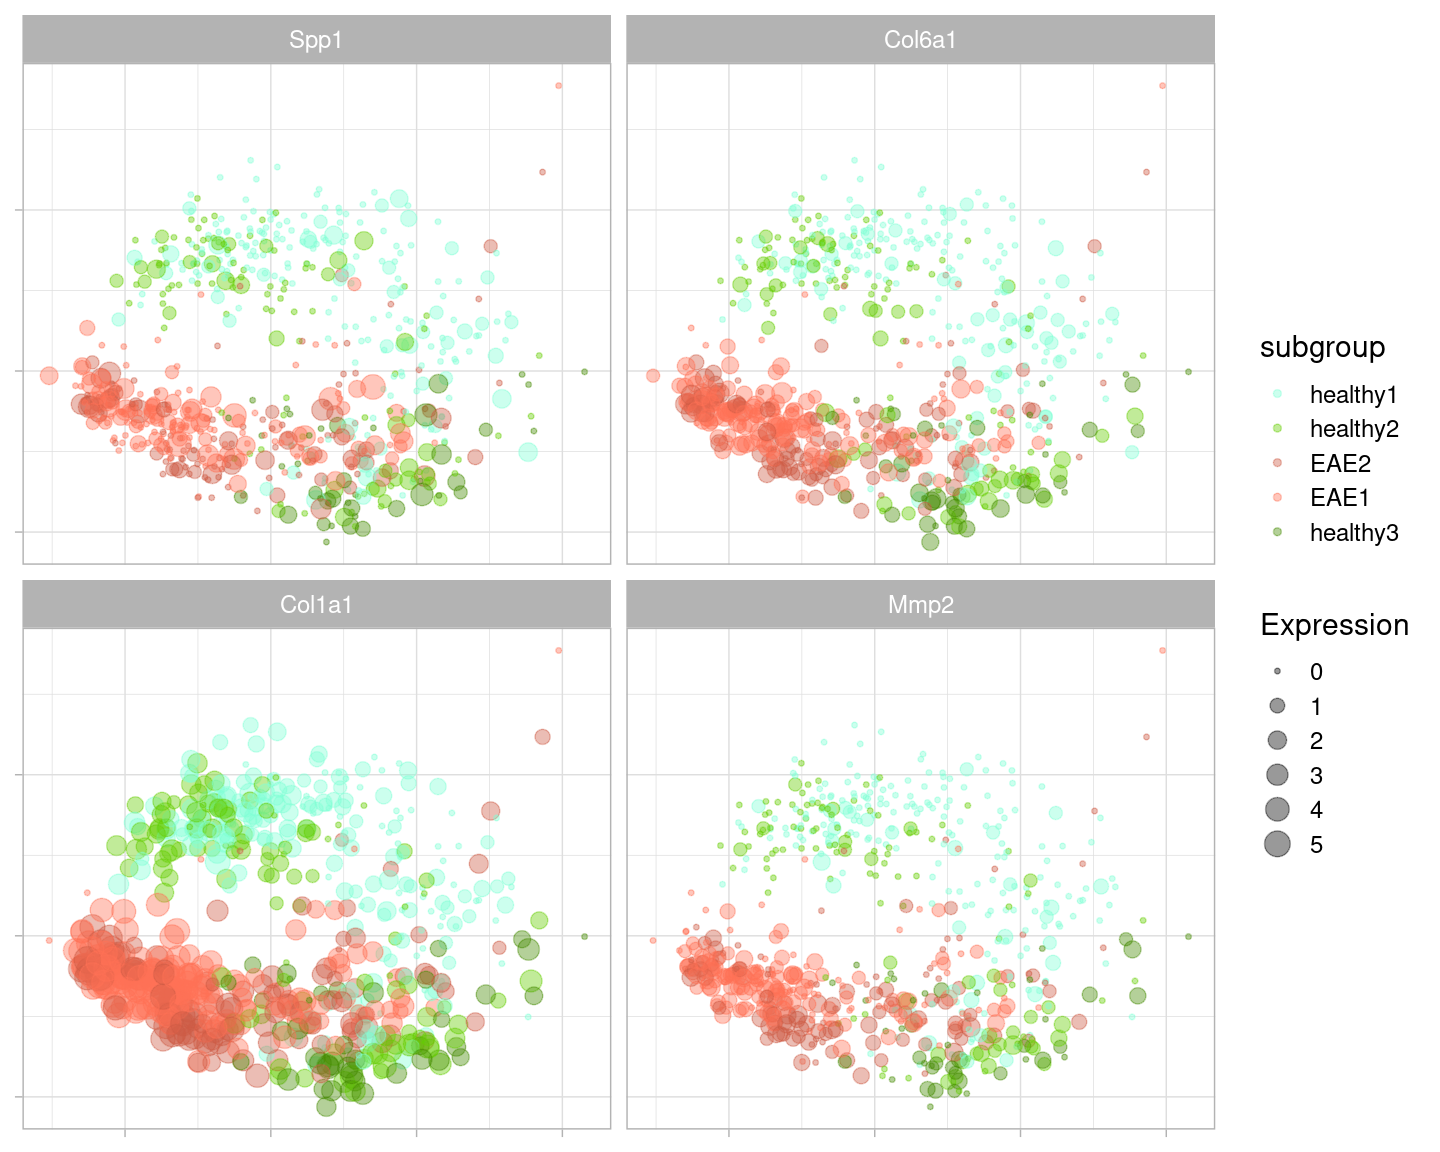 Spp1
Col6a1
Col1a1
Mmp2
subgroup
healthy1
healthy2
EAE2
EAE1
healthy3
Expression
0
1
2
3
4
5